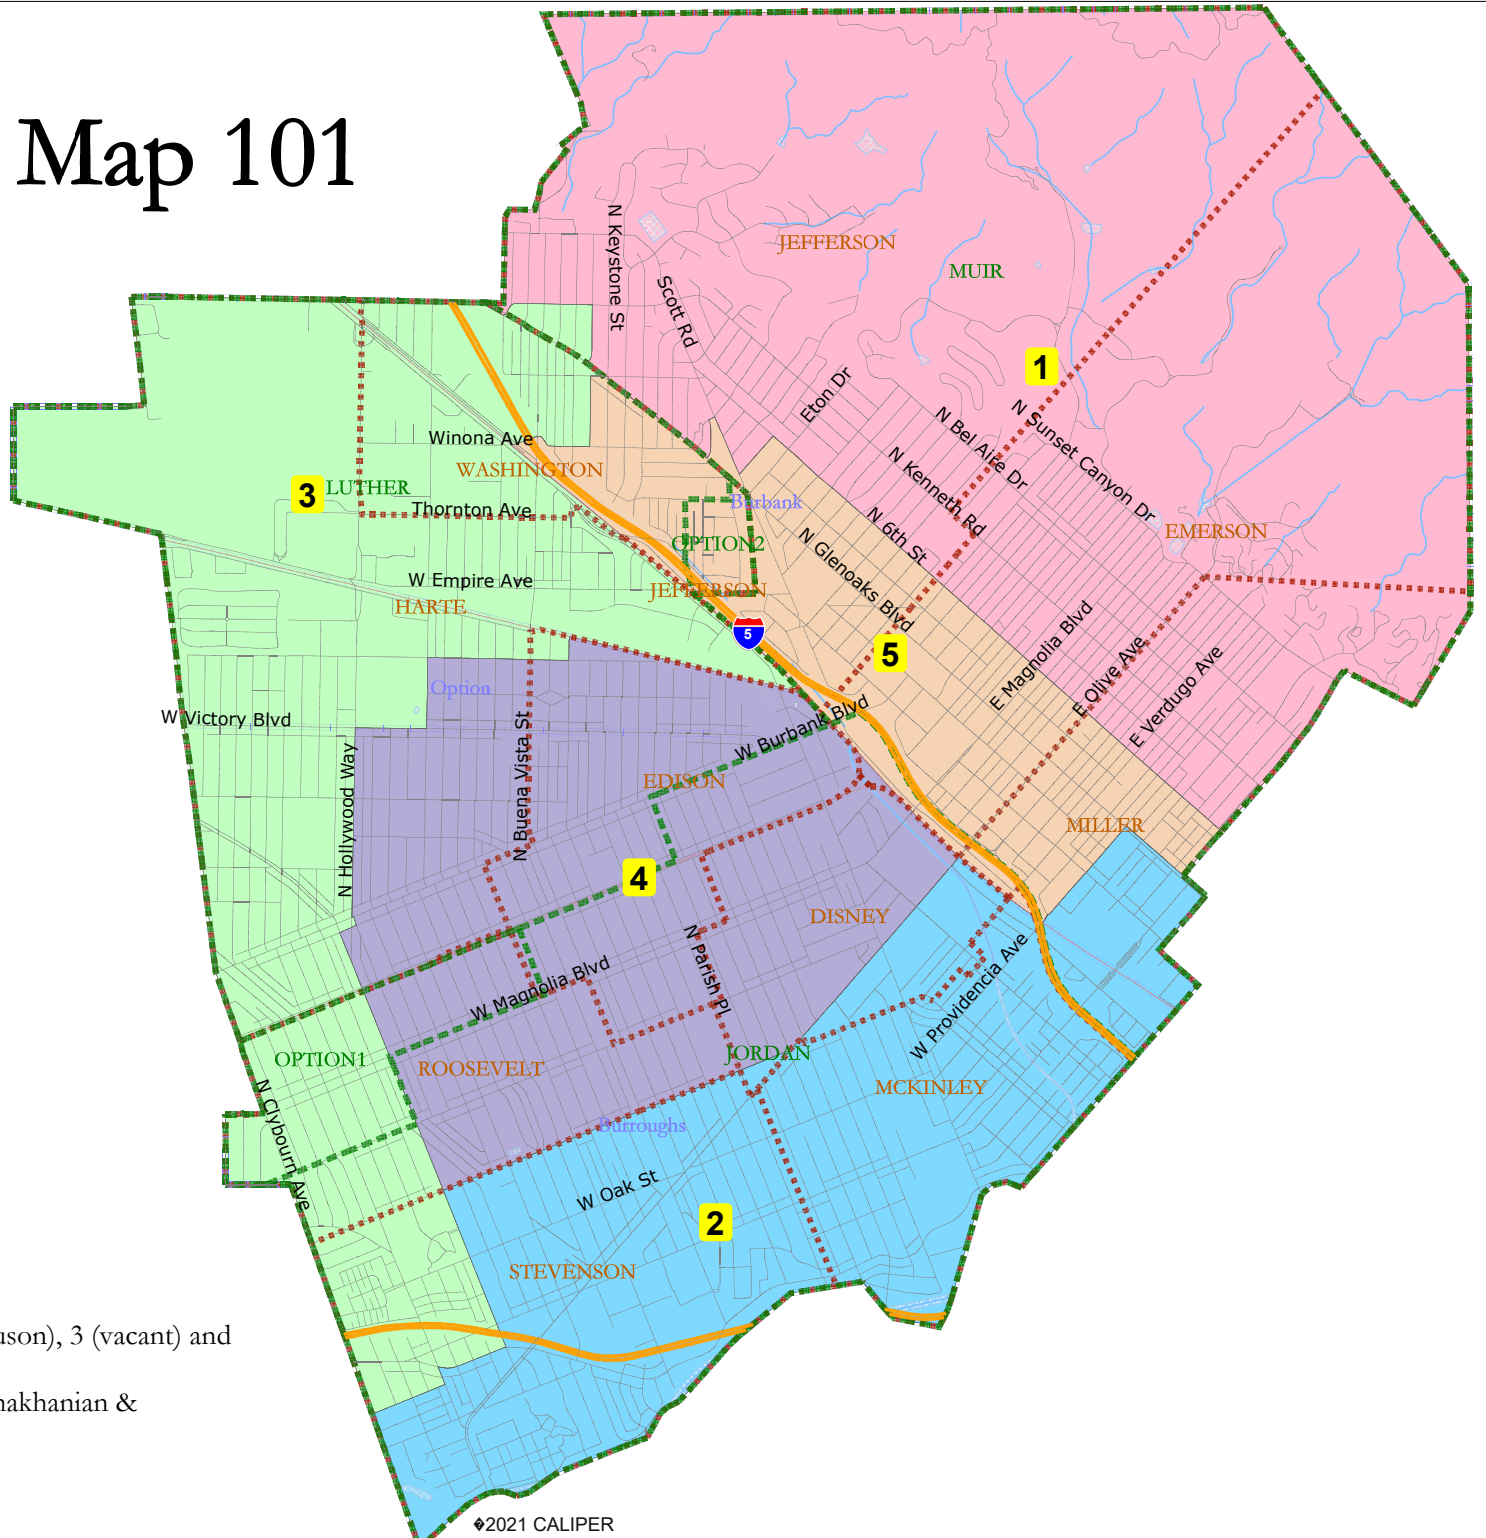 Map 101
N Keystone St
Scott Rd
JEFFERSON
MUIR
1
Eton Dr
N Sunset Canyon Dr
N Bel Aire Dr
N Kenneth Rd
N 6th St
EMERSON
Winona Ave
WASHINGTON
3
LUTHER
Thornton Ave
Burbank
OPTION2
N Glenoaks Blvd
W Empire Ave
JEFFERSON
HARTE
5
5
E Magnolia Blvd
E Olive Ave
E Verdugo Ave
Option
W Victory Blvd
N Hollywood Way
N Buena Vista St
W Burbank Blvd
EDISON
MILLER
4
DISNEY
N Parish Pl
W Magnolia Blvd
W Providencia Ave
OPTION1
ROOSEVELT
JORDAN
MCKINLEY
N Clybourn Ave
Burroughs
W Oak St
2
STEVENSON
uson), 3 (vacant) and
nakhanian &
�2021 CALIPER